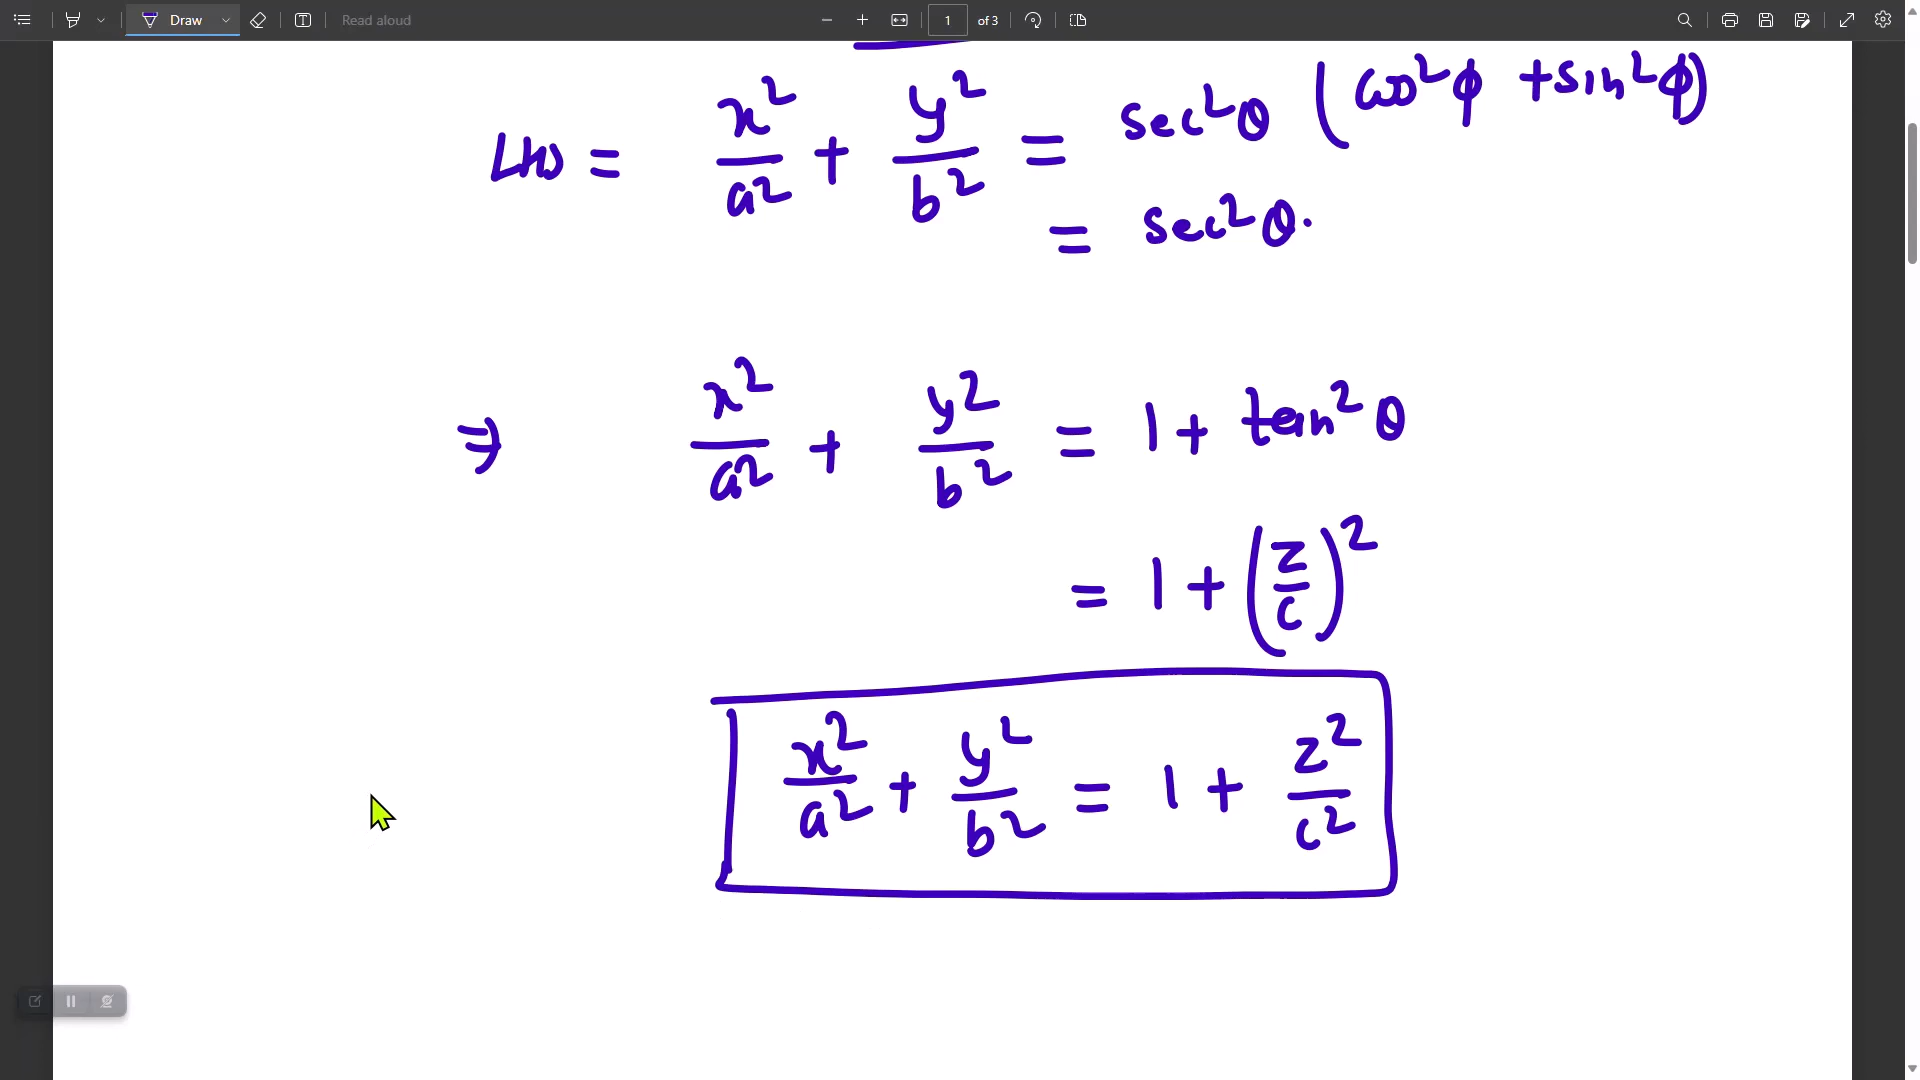 Draw Read aloud 1 of 3
LHS = x²/a² + y²/b² = sec²θ (cos²φ + sin²φ)
= sec²θ.
⇒ x²/a² + y²/b² = 1 + tan²θ
= 1 + (z/c)²
x²/a² + y²/b² = 1 + z²/c²